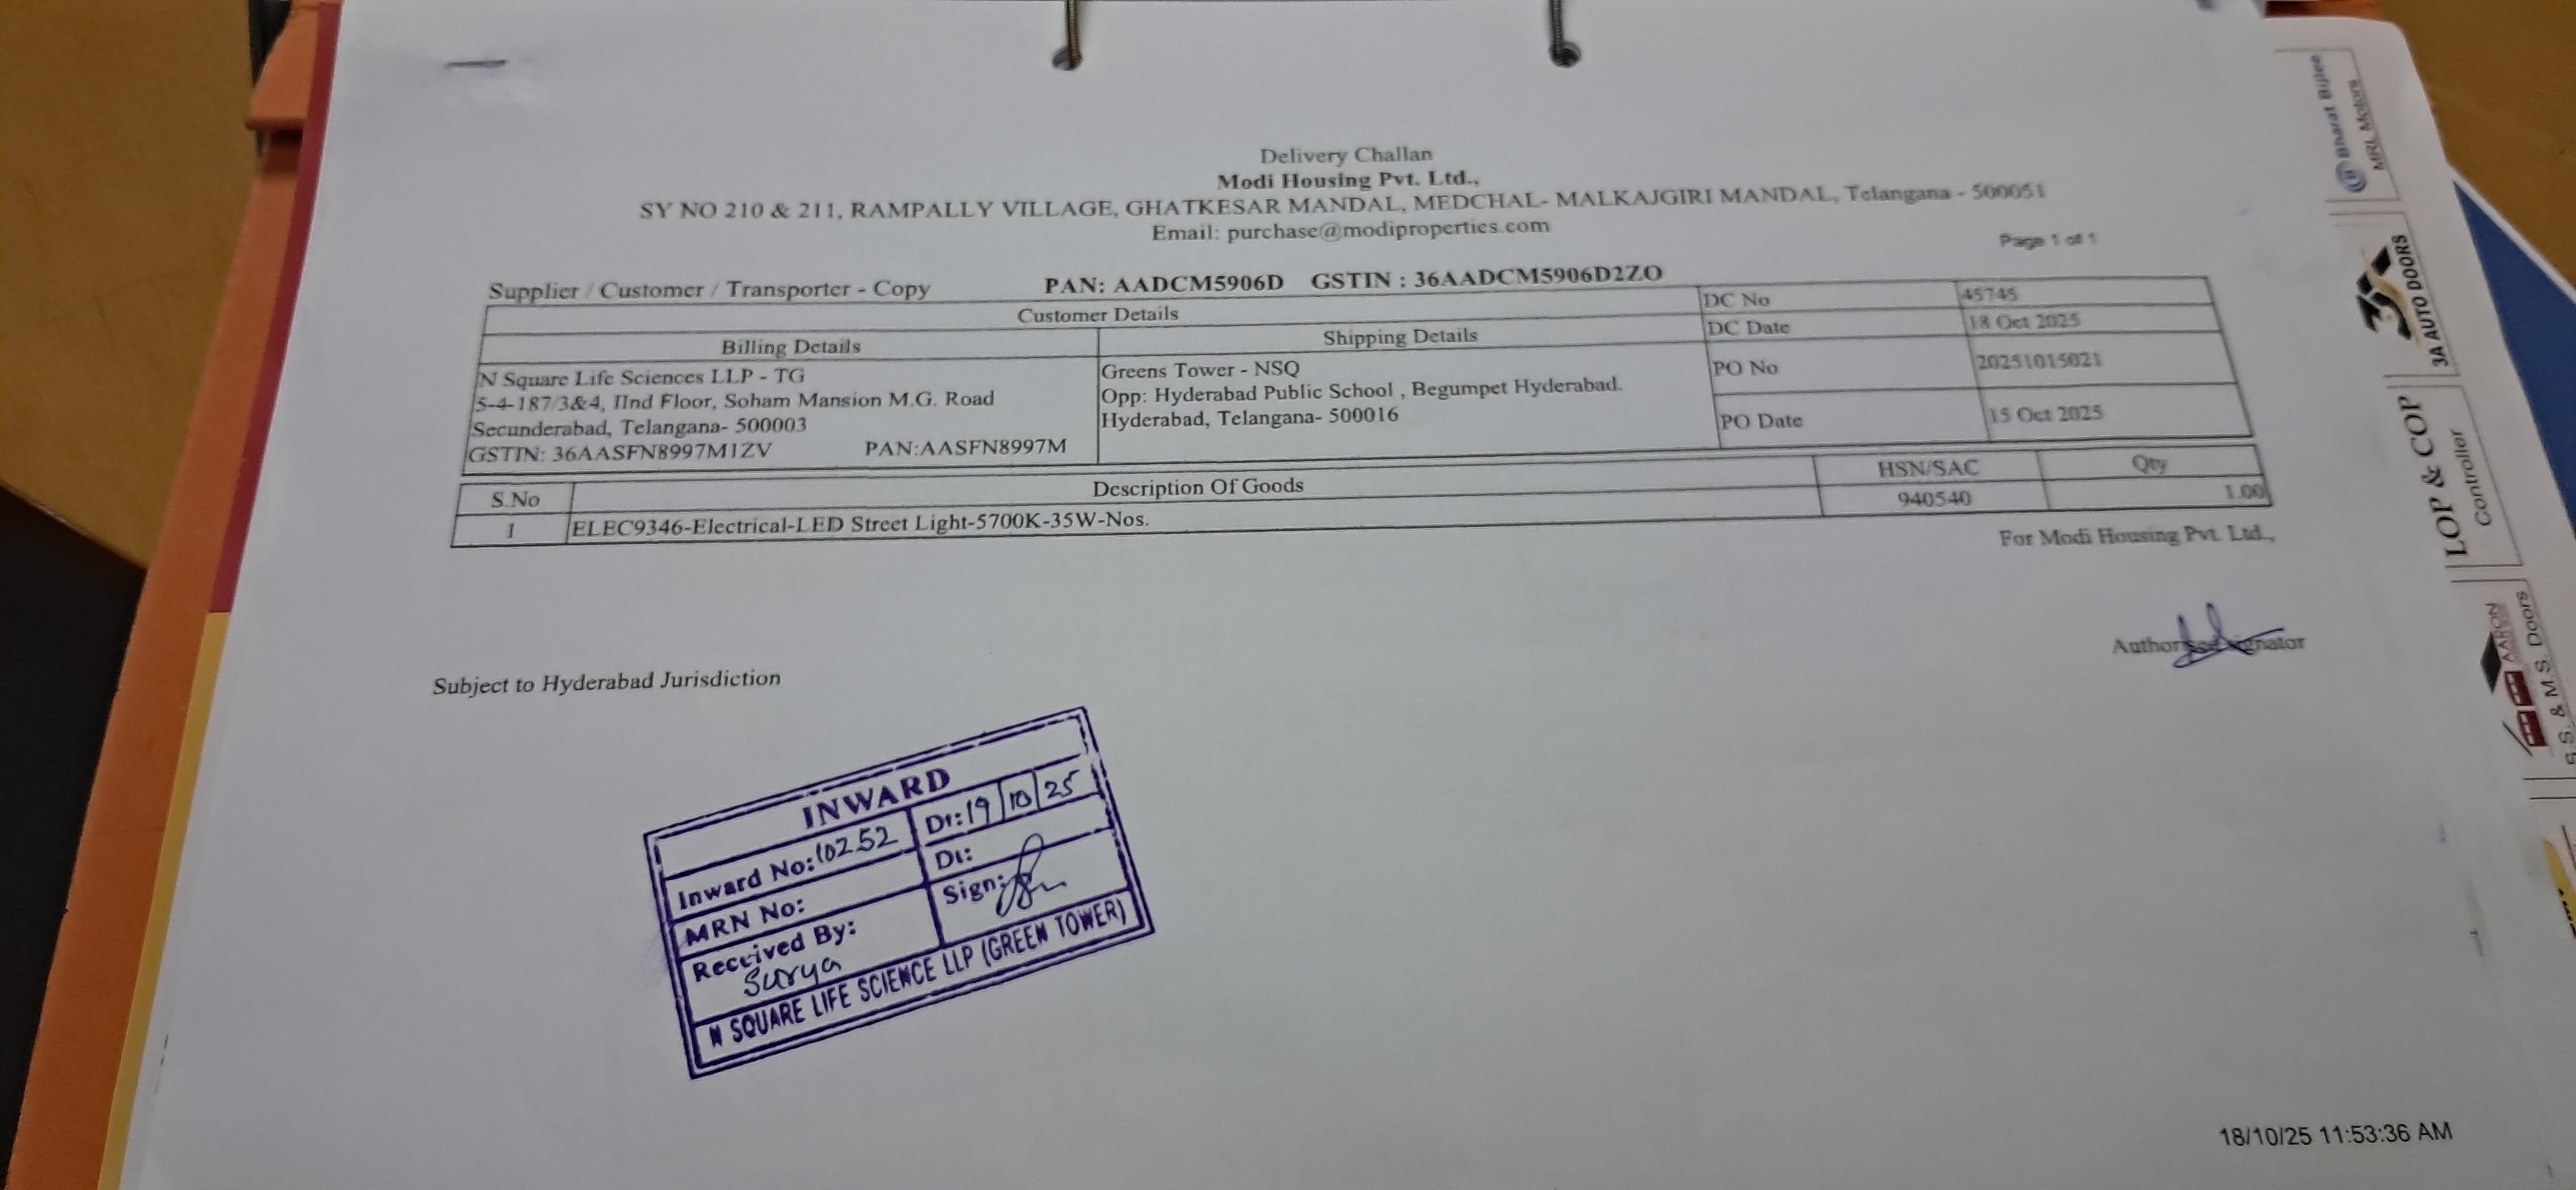 Delivery Challan
Modi Housing Pvt. Ltd.,
SY NO 210 & 211, RAMPALLY VILLAGE, GHATKESAR MANDAL, MEDCHAL- MALKAJGIRI MANDAL, Telangana - 500051
Email: purchase@modiproperties.com
Page 1 of 1
Supplier / Customer / Transporter - Copy PAN: AADCM5906D GSTIN : 36AADCM5906D2ZO
Customer Details
Billing Details
N Square Life Sciences LLP - TG
5-4-187/3&4, IInd Floor, Soham Mansion M.G. Road
Secunderabad, Telangana- 500003
GSTIN: 36AASFN8997M1ZV PAN:AASFN8997M
Shipping Details
Greens Tower - NSQ
Opp: Hyderabad Public School , Begumpet Hyderabad.
Hyderabad, Telangana- 500016
DC No 45745
DC Date 18 Oct 2025
PO No 20251015021
PO Date 15 Oct 2025
S.No Description Of Goods HSN/SAC Qty
1 ELEC9346-Electrical-LED Street Light-5700K-35W-Nos. 940540 1.00
For Modi Housing Pvt. Ltd.,
Subject to Hyderabad Jurisdiction
INWARD
Inward No: 10252 Dt: 19/10/25
MRN No: Dt:
Received By: Surya Sign:
N SQUARE LIFE SCIENCE LLP (GREEN TOWER)
18/10/25 11:53:36 AM
Bharat Bijlee
MRL Motors
3A AUTO DOORS
LOP & COP
Controller
AARON
S.S. & M.S. Doors